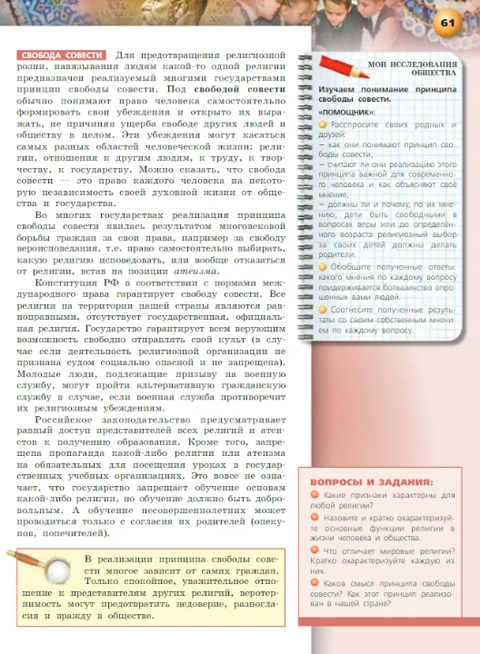 61
СВОБОДА СОВЕСТИ Для предотвращения религиозной
розни, навязывания людям какой-то одной религии
предназначен реализуемый многими государствами
принцип свободы совести. Под свободой совести
обычно понимают право человека самостоятельно
формировать свои убеждения и открыто их выра-
жать, не причиняя ущерба свободе других людей и
обществу в целом. Эти убеждения могут касаться
самых разных областей человеческой жизни: рели-
гии, отношения к другим людям, к труду, к твор-
честву, к государству. Можно сказать, что свобода
совести — это право каждого человека на некото-
рую независимость своей духовной жизни от обще-
ства и государства.
Во многих государствах реализация принципа
свободы совести явилась результатом многовековой
борьбы граждан за свои права, например за свободу
вероисповедания, т.е. право самостоятельно выбирать,
какую религию исповедовать, или вообще отказаться
от религии, встав на позиции атеизма.
Конституция РФ в соответствии с нормами меж-
дународного права гарантирует свободу совести. Все
религии на территории нашей страны являются рав-
ноправными, отсутствует государственная, официаль-
ная религия. Государство гарантирует всем верующим
возможность свободно отправлять свой культ (в слу-
чае если деятельность религиозной организации не
признана судом социально опасной и не запрещена).
Молодые люди, подлежащие призыву на военную
службу, могут пройти альтернативную гражданскую
службу в случае, если военная служба противоречит
их религиозным убеждениям.
Российское законодательство предусматривает
равный доступ представителей всех религий и атеи-
стов к получению образования. Кроме того, запре-
щена пропаганда какой-либо религии или атеизма
на обязательных для посещения уроках в государ-
ственных учебных организациях. Это вовсе не озна-
чает, что государство запрещает обучение основам
какой-либо религии, но обучение должно быть добро-
вольным. А обучение несовершеннолетних может
проводиться только с согласия их родителей (опеку-
нов, попечителей).
В реализации принципа свободы сове-
сти многое зависит от самих граждан.
Только спокойное, уважительное отно-
шение к представителям других религий, веротер-
пимость могут предотвратить недоверие, разногла-
сия и вражду в обществе.
МОИ ИССЛЕДОВАНИЯ
ОБЩЕСТВА
Изучаем понимание принципа
свободы совести.
«ПОМОЩНИК»:
Расспросите своих родных и
друзей:
– как они понимают принцип сво-
боды совести,
– считают ли они реализацию этого
принципа важной для современно-
го человека и как объясняют своё
мнение,
– должны ли и почему, по их мне-
нию, дети быть свободными в
вопросах веры или до определён-
ного возраста религиозный выбор
за своих детей должны делать
родители.
Обобщите полученные ответы:
какого мнения по каждому вопросу
придерживается большинство опро-
шенных вами людей.
Соотнесите полученные резуль-
таты со своим собственным мнени-
ем по каждому вопросу.
ВОПРОСЫ И ЗАДАНИЯ:
Какие признаки характерны для
любой религии?
Назовите и кратко охарактеризуй-
те основные функции религии в
жизни человека и общества.
Что отличает мировые религии?
Кратко охарактеризуйте каждую из
них.
Каков смысл принципа свободы
совести? Как этот принцип реализо-
ван в нашей стране?